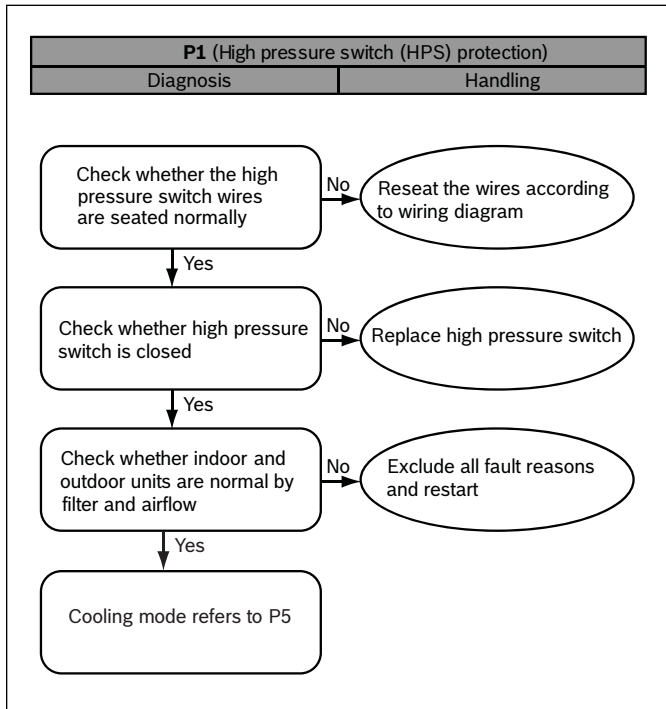 P1 (High pressure switch (HPS) protection)
Diagnosis
Handling
Check whether the high
pressure switch wires
are seated normally
No
Reseat the wires according
to wiring diagram
Yes
Check whether high pressure
switch is closed
No
Replace high pressure switch
Yes
Check whether indoor and
outdoor units are normal by
filter and airflow
No
Exclude all fault reasons
and restart
Yes
Cooling mode refers to P5